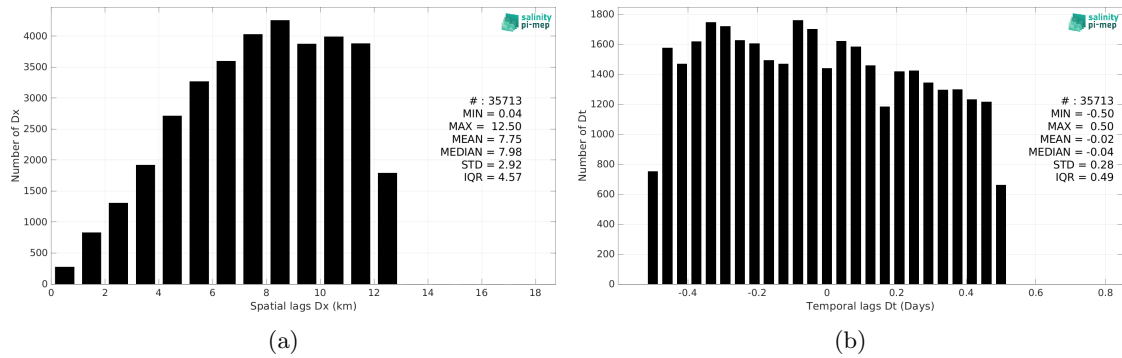 salinity
pi-mep
4000
3500
3000
2500
2000
1500
1000
500
0
Number of Dx
# : 35713
MIN = 0.04
MAX = 12.50
MEAN = 7.75
MEDIAN = 7.98
STD = 2.92
IQR = 4.57
0 2 4 6 8 10 12 14 16 18
Spatial lags Dx (km)
(a)
salinity
pi-mep
1800
1600
1400
1200
1000
800
600
400
200
0
Number of Dt
# : 35713
MIN = -0.50
MAX = 0.50
MEAN = -0.02
MEDIAN = -0.04
STD = 0.28
IQR = 0.49
-0.4 -0.2 0 0.2 0.4 0.6 0.8
Temporal lags Dt (Days)
(b)